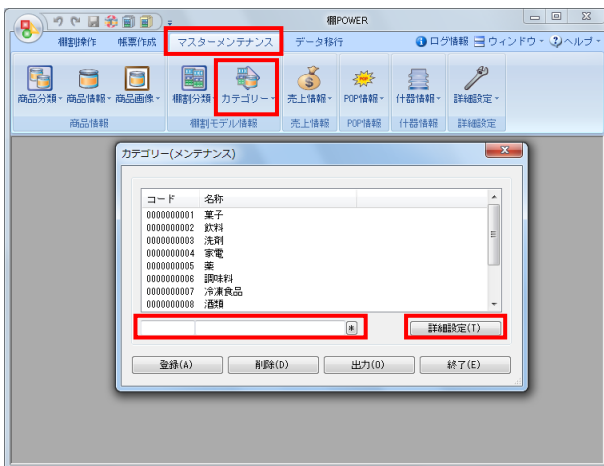 棚POWER
棚割操作 帳票作成 マスターメンテナンス データ移行 ログ情報 ウィンドウ ヘルプ
商品分類 商品情報 商品画像 棚割分類 カテゴリー 売上情報 POP情報 什器情報 詳細設定
商品情報 棚割モデル情報 売上情報 POP情報 什器情報 詳細設定
カテゴリー(メンテナンス)
コード 名称
0000000001 菓子
0000000002 飲料
0000000003 洗剤
0000000004 家電
0000000005 薬
0000000006 調味料
0000000007 冷凍食品
0000000008 酒類
* 詳細設定(T)
登録(A) 削除(D) 出力(O) 終了(E)